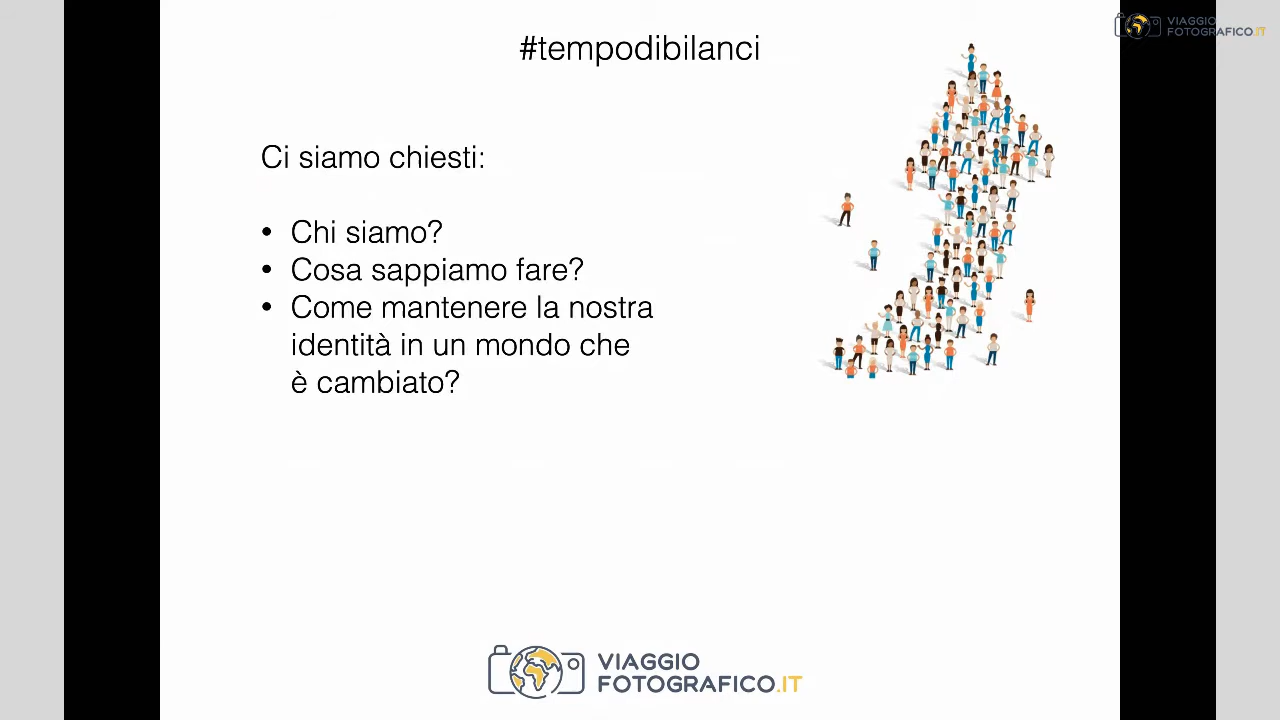 #tempodibilanci
VIAGGIO
FOTOGRAFICO.IT
Ci siamo chiesti:
• Chi siamo?
• Cosa sappiamo fare?
• Come mantenere la nostra
identità in un mondo che
è cambiato?
VIAGGIO
FOTOGRAFICO.IT